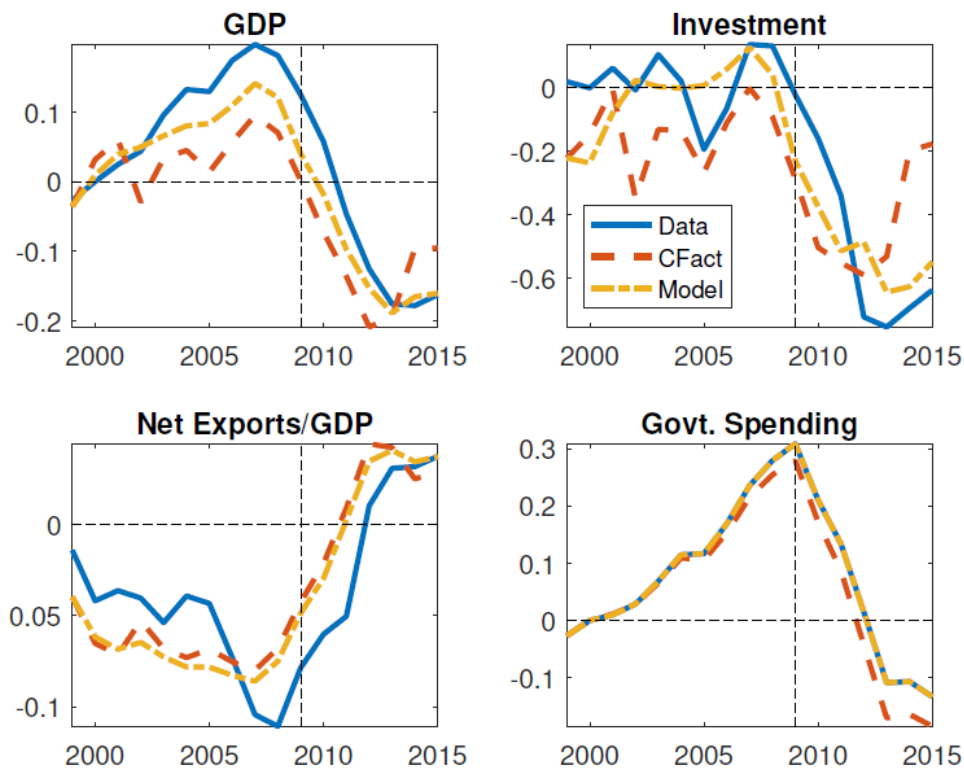 GDP
0.1
0
-0.1
-0.2
2000 2005 2010 2015
Investment
0
-0.2
-0.4
-0.6
Data
CFact
Model
2000 2005 2010 2015
Net Exports/GDP
0
0.05
-0.1
2000 2005 2010 2015
Govt. Spending
0.3
0.2
0.1
0
-0.1
2000 2005 2010 2015